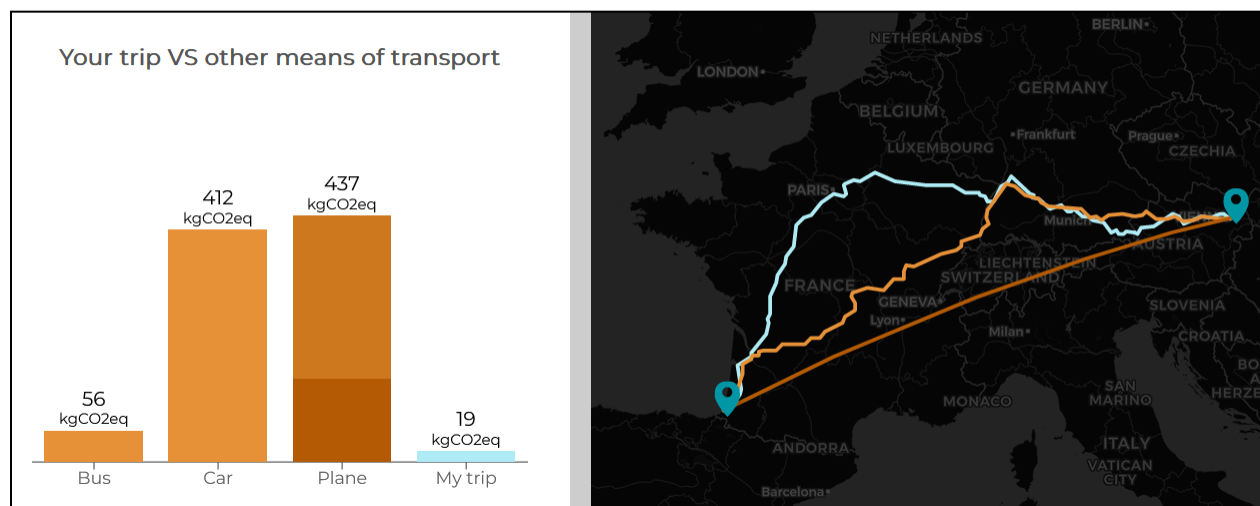 Your trip VS other means of transport
437
kgCO2eq
412
kgCO2eq
56
kgCO2eq
19
kgCO2eq
Bus
Car
Plane
My trip
BERLIN
NETHERLANDS
LONDON
GERMANY
BELGIUM
Frankfurt
Prague
LUXEMBOURG
CZECHIA
PARIS
Munich
AUSTRIA
LIECHTENSTEIN
SWITZERLAND
FRANCE
GENEVA
SLOVENIA
Lyon
Milan
CROATIA
BO
A
HERZE
SAN
MARINO
MONACO
ITALY
ANDORRA
VATICAN
CITY
Barcelona